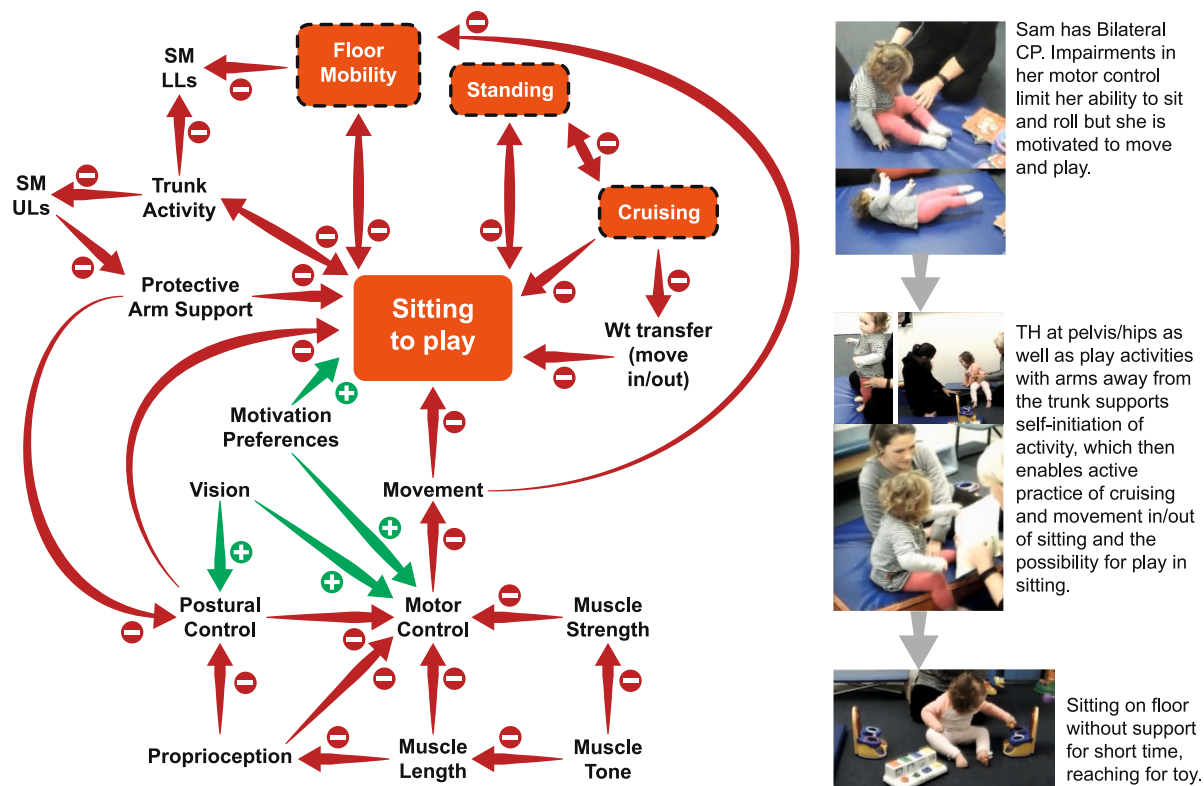 SM
LLs
Floor
Mobility
Standing
SM
ULs
Trunk
Activity
Cruising
Protective
Arm Support
Sitting
to play
Wt transfer
(move
in/out)
Motivation
Preferences
Vision
Movement
Postural
Control
Motor
Control
Muscle
Strength
Proprioception
Muscle
Length
Muscle
Tone
Sam has Bilateral
CP. Impairments in
her motor control
limit her ability to sit
and roll but she is
motivated to move
and play.
TH at pelvis/hips as
well as play activities
with arms away from
the trunk supports
self-initiation of
activity, which then
enables active
practice of cruising
and movement in/out
of sitting and the
possibility for play in
sitting.
Sitting on floor
without support
for short time,
reaching for toy.